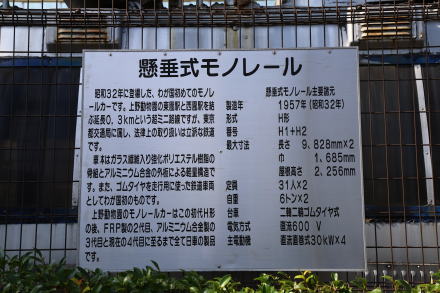 懸垂式モノレール
昭和32年に登場した、わが国初めてのモノ
レールカーです。上野動物園の東園駅と西園駅を結
ぶ延長0.3kmという超ミニ路線ですが、東京
都交通局に属し、法律上の取り扱いは立派な鉄道
です。
車体はガラス繊維入り強化ポリエステル樹脂の
骨組とアルミニウム合金の外板による軽量構造で
す。また、ゴムタイヤを走行用に使った鉄道車両
としてわが国初のものです。
上野動物園のモノレールカーはこの初代H形
の後、FRP製の2代目、アルミニウム合金製の
3代目と現在の4代目に至るまで全て日車の製品
です。
懸垂式モノレール主要諸元
製造年 1957年(昭和32年)
形式 H形
番号 H1+H2
最大寸法 長さ 9,828mm×2
巾 1,685mm
屋根高さ 2,256mm
定員 31人×2
自重 6トン×2
台車 二軸二輪ゴムタイヤ式
電気方式 直流600V
主電動機 直流直巻式30kW×4